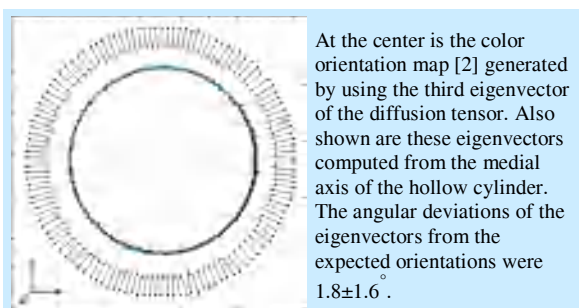 At the center is the color
orientation map [2] generated
by using the third eigenvector
of the diffusion tensor. Also
shown are these eigenvectors
computed from the medial
axis of the hollow cylinder.
The angular deviations of the
eigenvectors from the
expected orientations were
1.8±1.6°.